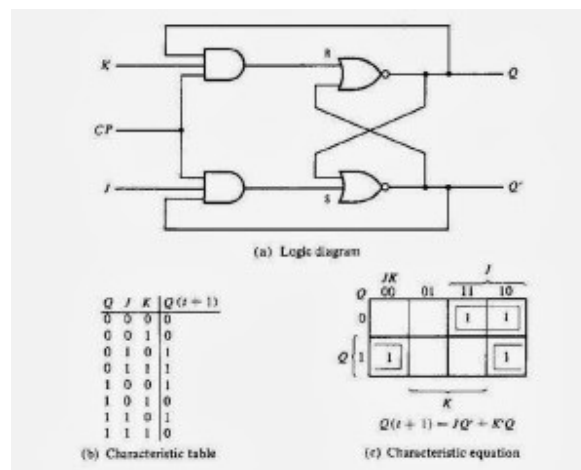 K
R
Q
CP
J
S
Q'
(a) Logic diagram
Q J K Q(t + 1)
0 0 0 0
0 0 1 0
0 1 0 1
0 1 1 1
1 0 0 1
1 0 1 0
1 1 0 1
1 1 1 0
(b) Characteristic table
J
JK
Q 00 01 11 10
0 1 1
Q 1 1 1
K
Q(t + 1) = JQ' + K'Q
(c) Characteristic equation